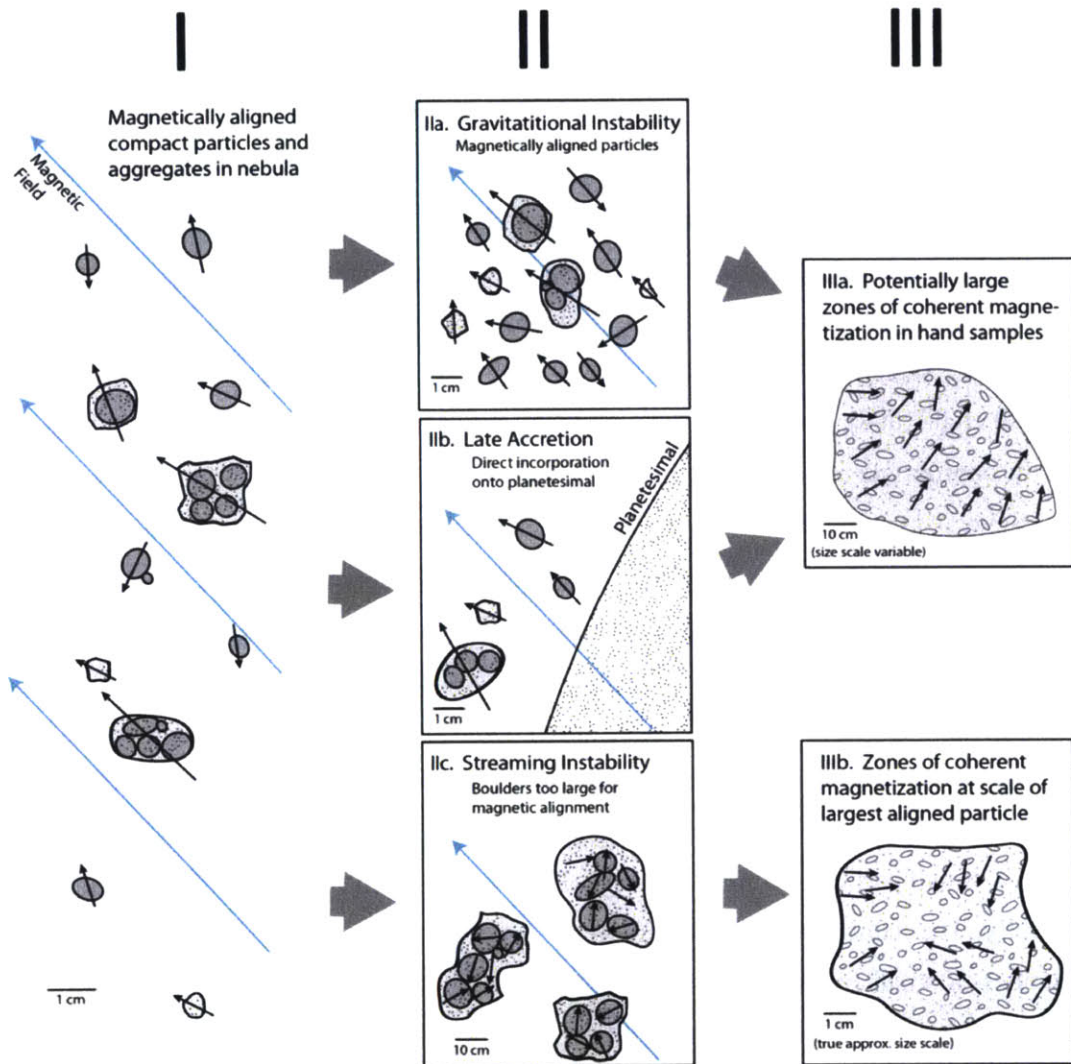 I
II
III
Magnetically aligned
compact particles and
aggregates in nebula
Magnetic
Field
1 cm
IIa. Gravitatitional Instability
Magnetically aligned particles
1 cm
IIb. Late Accretion
Direct incorporation
onto planetesimal
Planetesimal
1 cm
IIc. Streaming Instability
Boulders too large for
magnetic alignment
10 cm
IIIa. Potentially large
zones of coherent magne-
tization in hand samples
10 cm
(size scale variable)
IIIb. Zones of coherent
magnetization at scale of
largest aligned particle
1 cm
(true approx. size scale)